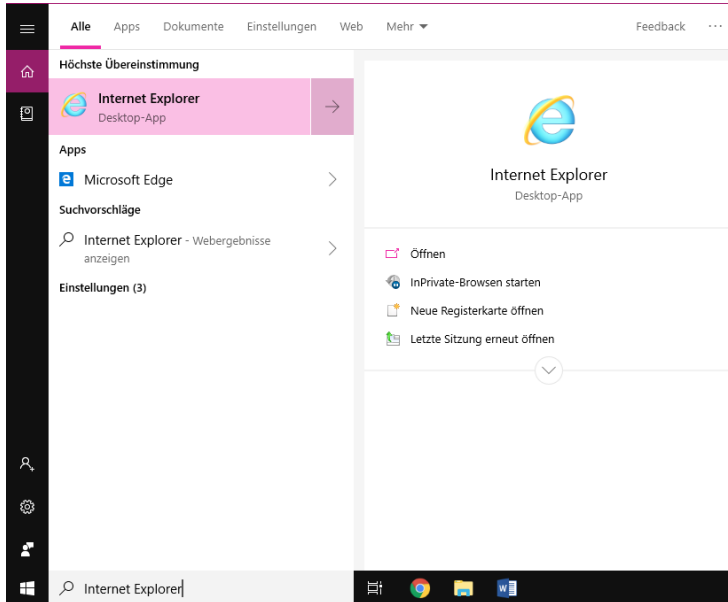 Alle Apps Dokumente Einstellungen Web Mehr Feedback ...
Höchste Übereinstimmung
Internet Explorer
Desktop-App
Apps
Microsoft Edge
Suchvorschläge
Internet Explorer - Webergebnisse
anzeigen
Einstellungen (3)
Internet Explorer
Desktop-App
Öffnen
InPrivate-Browsen starten
Neue Registerkarte öffnen
Letzte Sitzung erneut öffnen
Internet Explorer